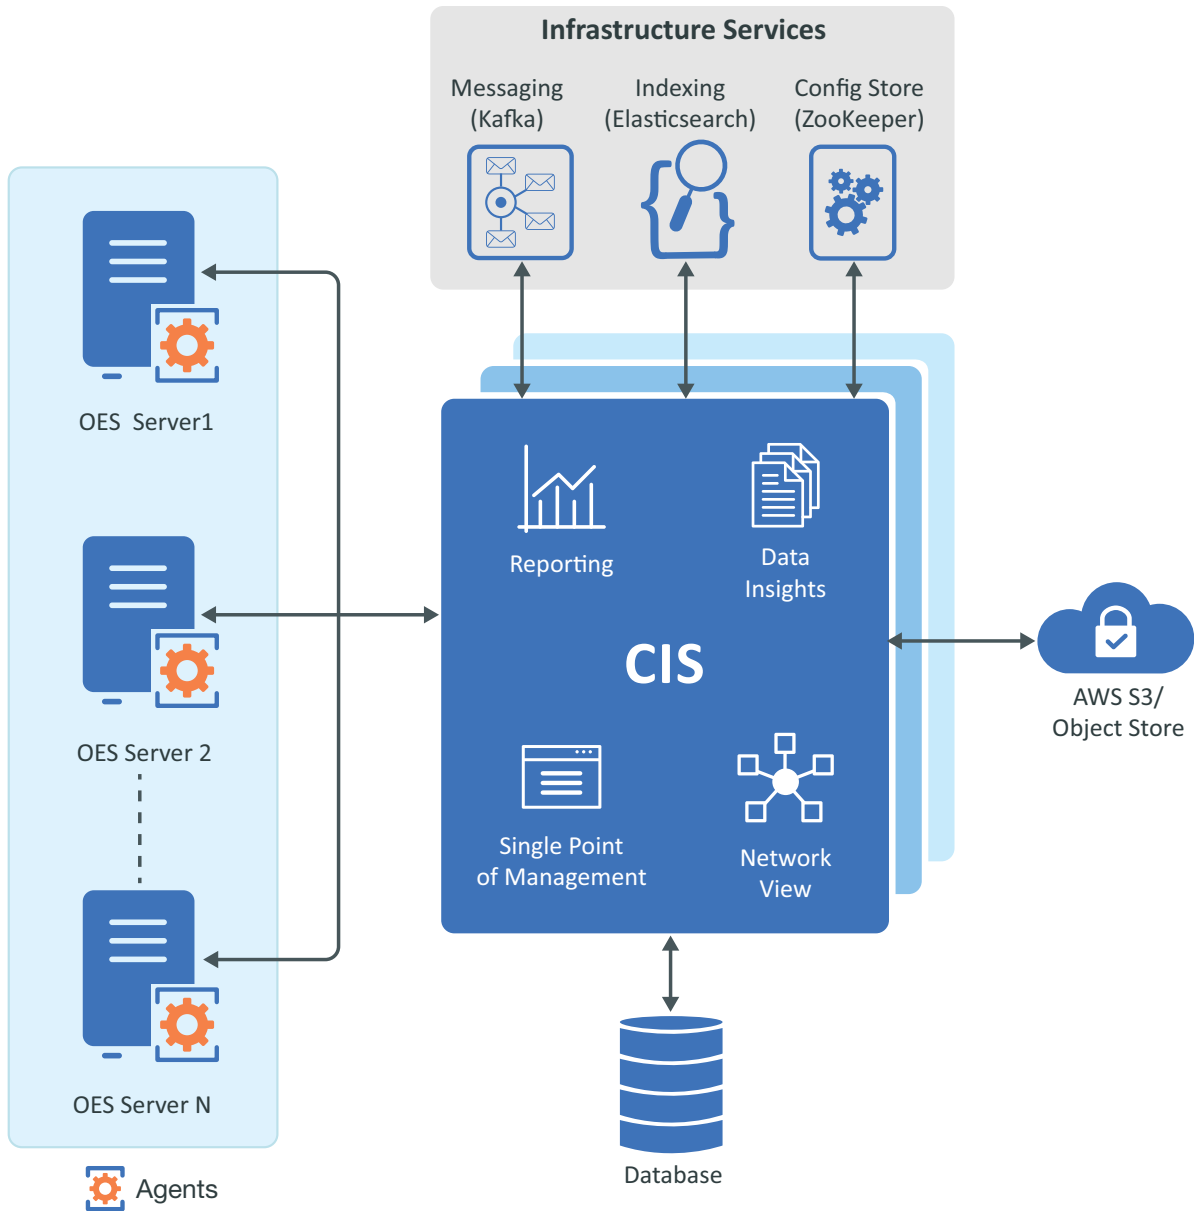 Infrastructure Services
Messaging
(Kafka)
Indexing
(Elasticsearch)
Config Store
(ZooKeeper)
OES  Server1
OES Server 2
OES Server N
Agents
Reporting
Data
Insights
CIS
Single Point
of Management
Network
View
AWS S3/
Object Store
Database